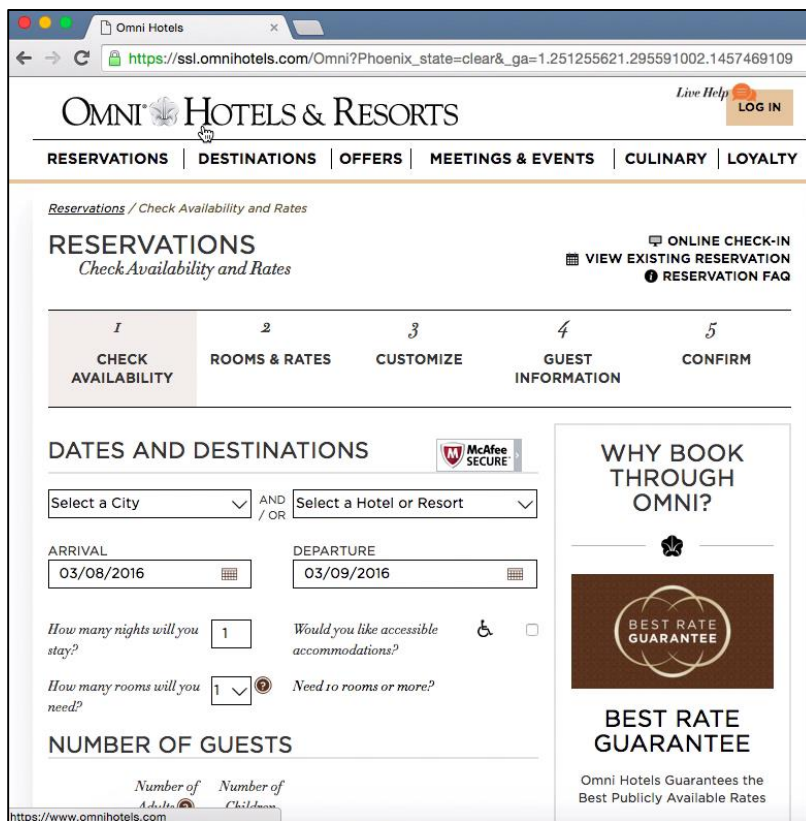 Omni Hotels
https://ssl.omnihotels.com/Omni?Phoenix_state=clear&_ga=1.251255621.295591002.1457469109
OMNI HOTELS & RESORTS
Live Help
LOG IN
RESERVATIONS DESTINATIONS OFFERS MEETINGS & EVENTS CULINARY LOYALTY
Reservations / Check Availability and Rates
RESERVATIONS
Check Availability and Rates
ONLINE CHECK-IN
VIEW EXISTING RESERVATION
RESERVATION FAQ
1 2 3 4 5
CHECK AVAILABILITY ROOMS & RATES CUSTOMIZE GUEST INFORMATION CONFIRM
DATES AND DESTINATIONS
McAfee
SECURE
Select a City AND / OR Select a Hotel or Resort
ARRIVAL DEPARTURE
03/08/2016 03/09/2016
How many nights will you
stay?
1
Would you like accessible
accommodations?
How many rooms will you
need?
1
Need 10 rooms or more?
NUMBER OF GUESTS
Number of Number of
Adults Children
WHY BOOK
THROUGH
OMNI?
BEST RATE
GUARANTEE
BEST RATE
GUARANTEE
Omni Hotels Guarantees the
Best Publicly Available Rates
https://www.omnihotels.com